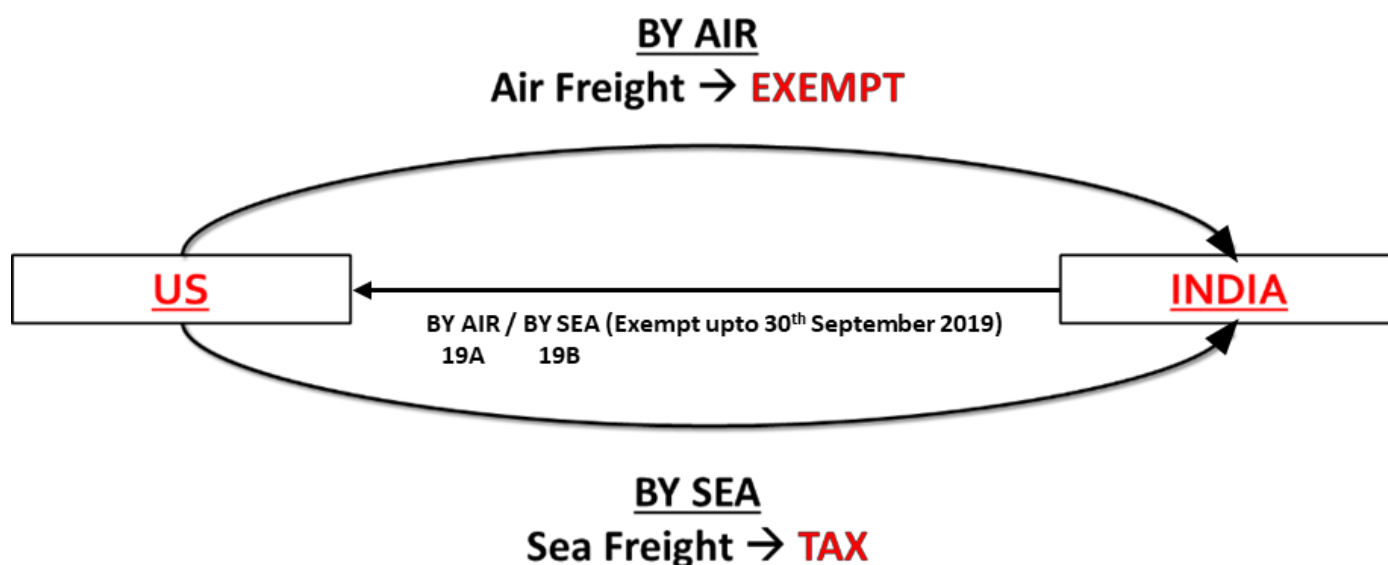 BY AIR
Air Freight → EXEMPT
US
INDIA
BY AIR / BY SEA (Exempt upto 30th September 2019)
19A 19B
BY SEA
Sea Freight → TAX